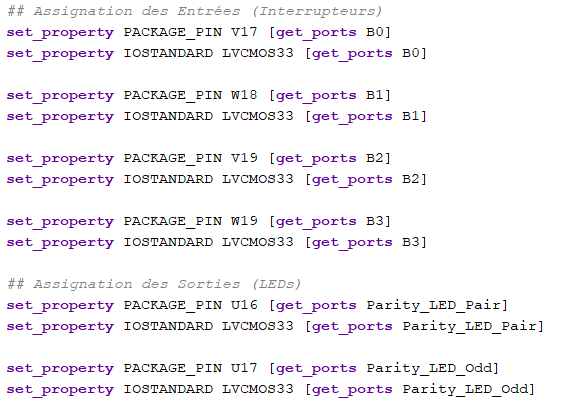 ## Assignation des Entrées (Interrupteurs)
set_property PACKAGE_PIN V17 [get_ports B0]
set_property IOSTANDARD LVCMOS33 [get_ports B0]
set_property PACKAGE_PIN W18 [get_ports B1]
set_property IOSTANDARD LVCMOS33 [get_ports B1]
set_property PACKAGE_PIN V19 [get_ports B2]
set_property IOSTANDARD LVCMOS33 [get_ports B2]
set_property PACKAGE_PIN W19 [get_ports B3]
set_property IOSTANDARD LVCMOS33 [get_ports B3]
## Assignation des Sorties (LEDs)
set_property PACKAGE_PIN U16 [get_ports Parity_LED_Pair]
set_property IOSTANDARD LVCMOS33 [get_ports Parity_LED_Pair]
set_property PACKAGE_PIN U17 [get_ports Parity_LED_Odd]
set_property IOSTANDARD LVCMOS33 [get_ports Parity_LED_Odd]